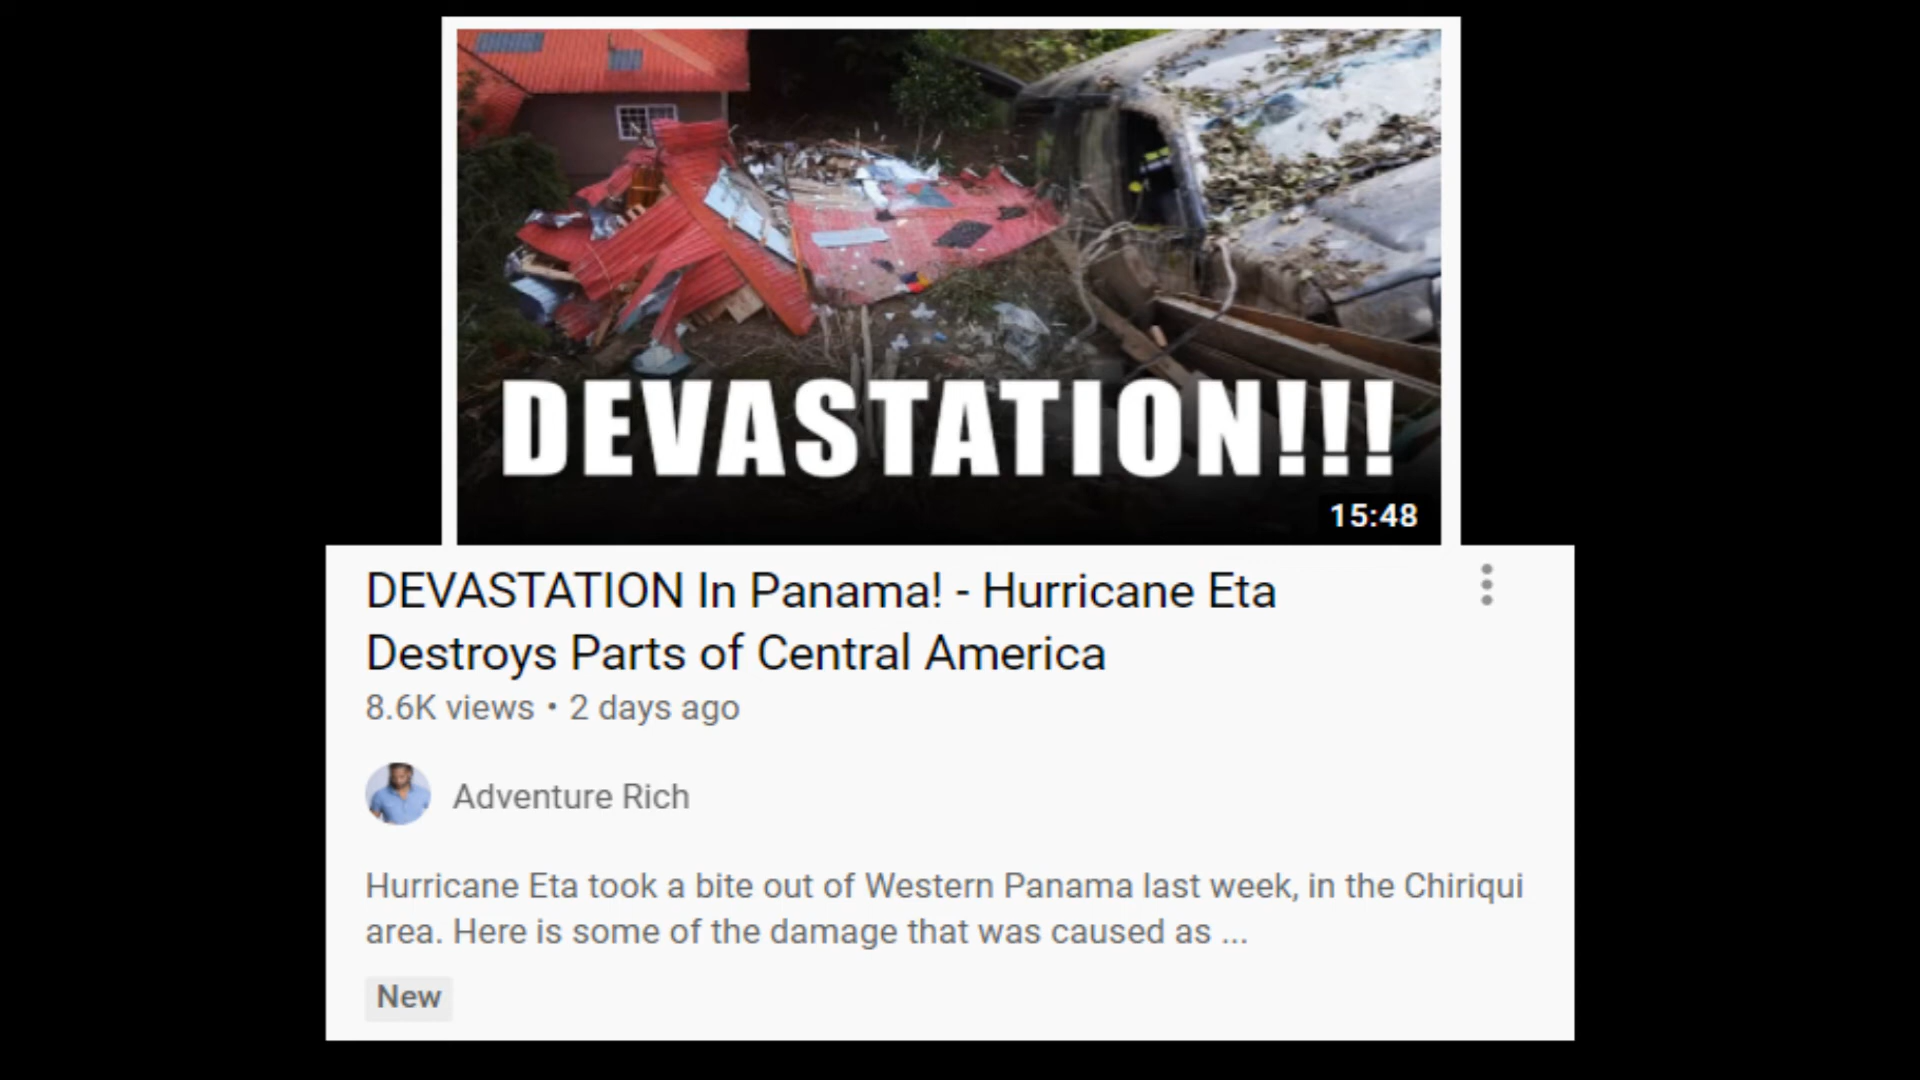 DEVASTATION!!!
15:48
DEVASTATION In Panama! - Hurricane Eta
Destroys Parts of Central America
8.6K views • 2 days ago
Adventure Rich
Hurricane Eta took a bite out of Western Panama last week, in the Chiriqui
area. Here is some of the damage that was caused as ...
New